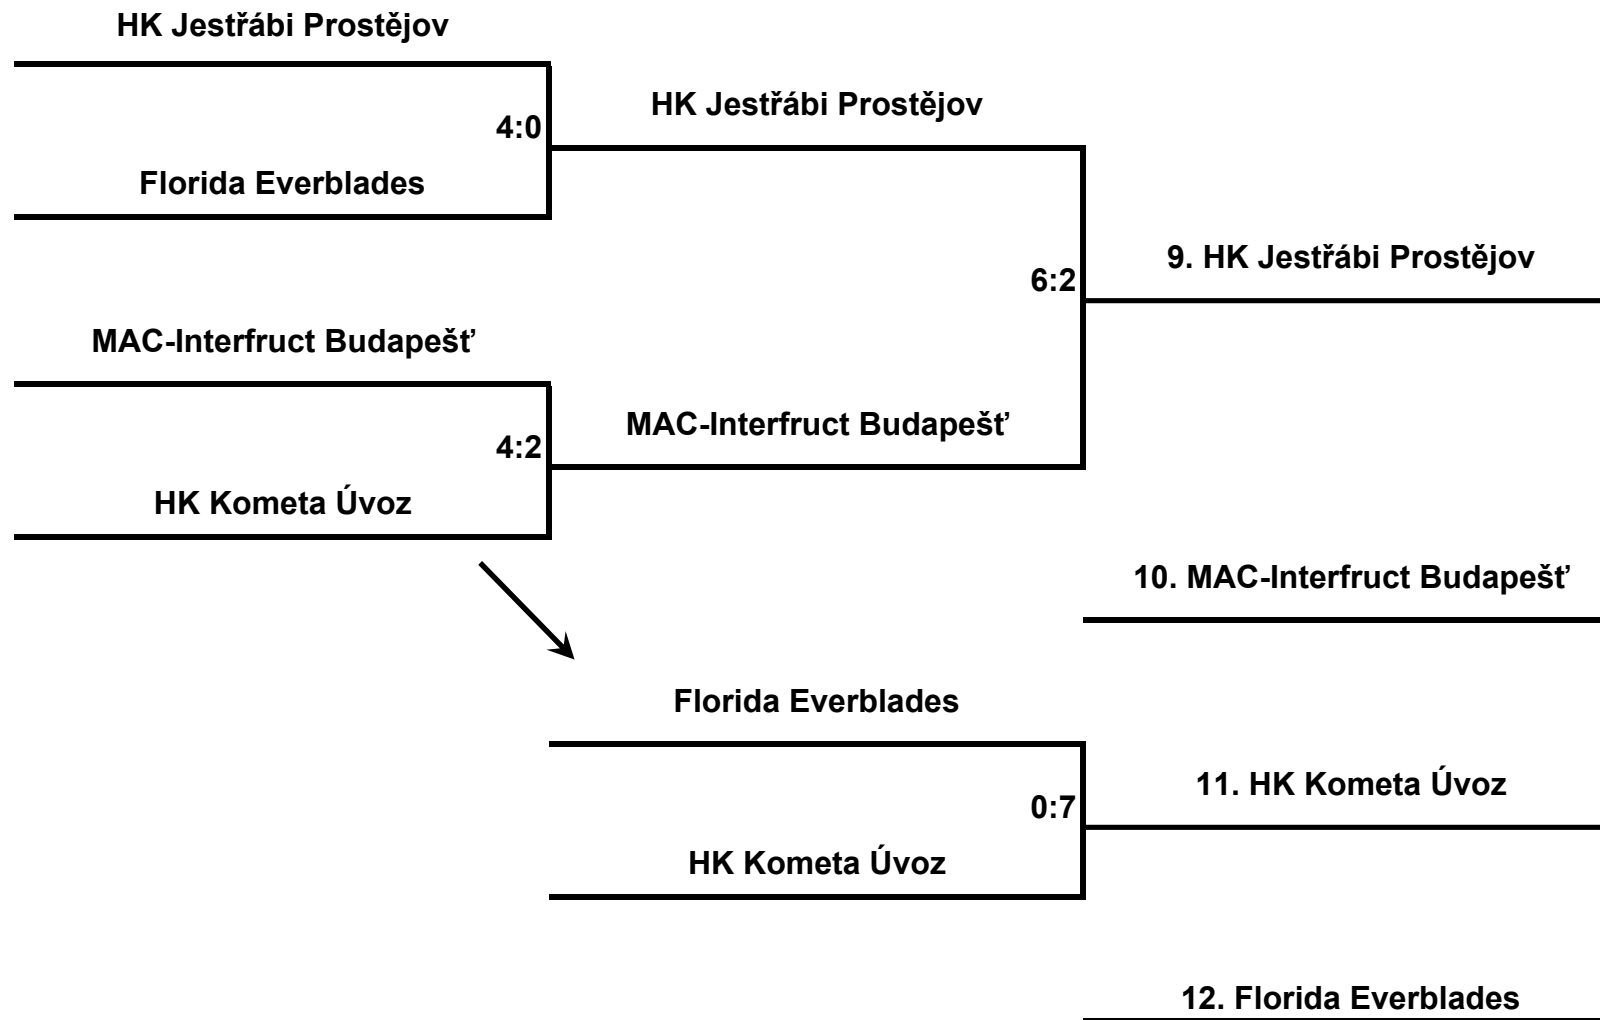 HK Jestřábi Prostějov
4:0
Florida Everblades
MAC-Interfruct Budapešť
4:2
HK Kometa Úvoz
HK Jestřábi Prostějov
6:2
MAC-Interfruct Budapešť
9. HK Jestřábi Prostějov
10. MAC-Interfruct Budapešť
Florida Everblades
0:7
HK Kometa Úvoz
11. HK Kometa Úvoz
12. Florida Everblades